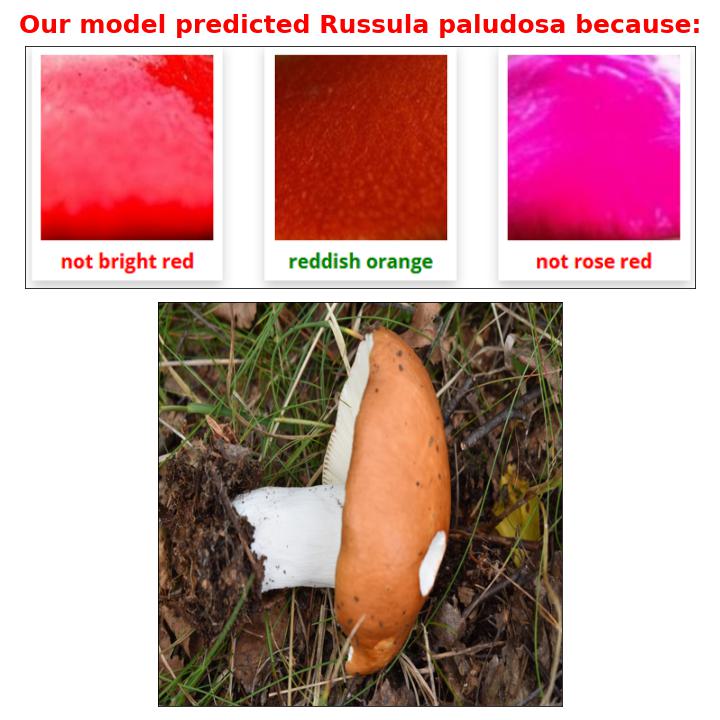 Our model predicted Russula paludosa because:
not bright red
reddish orange
not rose red